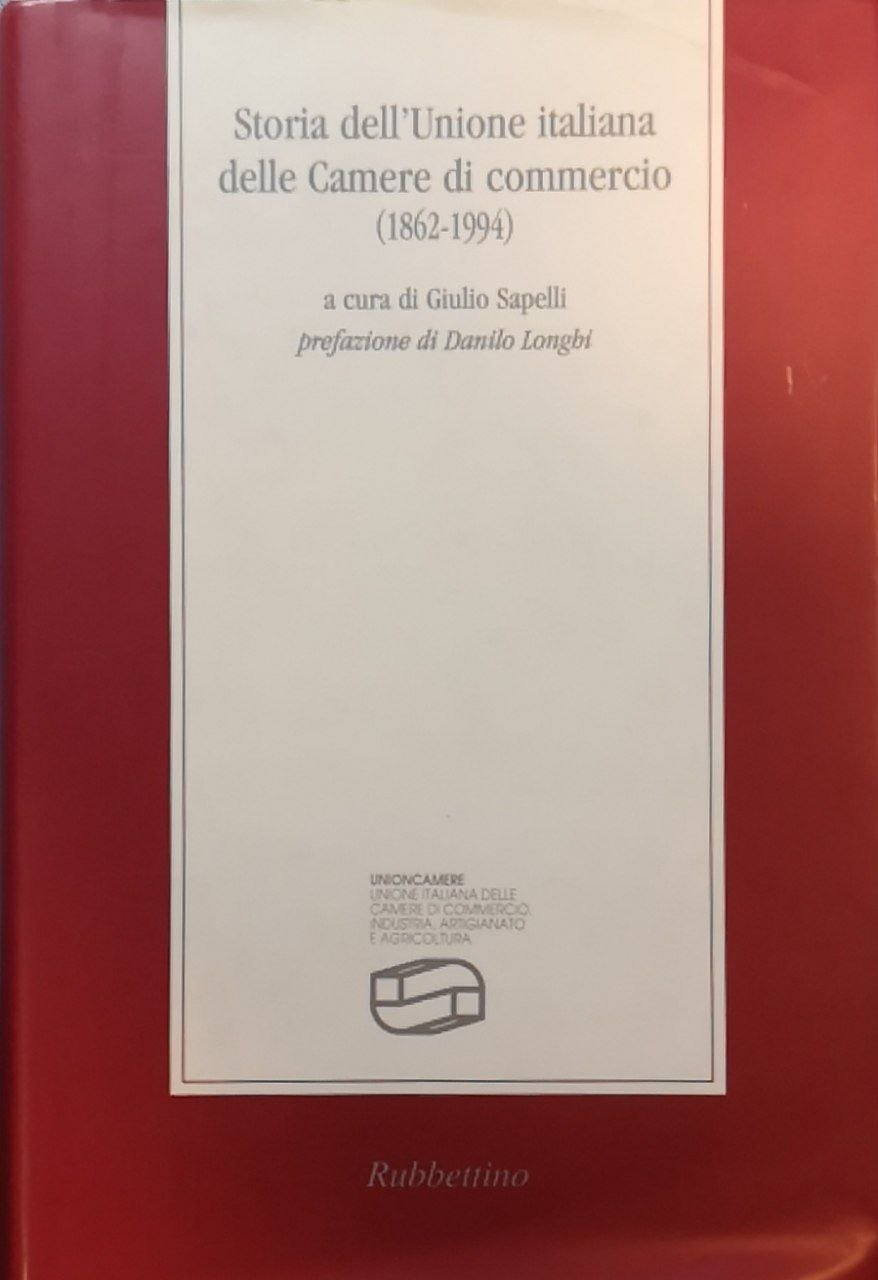 Storia dell'Unione italiana
delle Camere di commercio
(1862-1994)
a cura di Giulio Sapelli
prefazione di Danilo Longhi
UNIONCAMERE
UNIONE ITALIANA DELLE
CAMERE DI COMMERCIO,
INDUSTRIA, ARTIGIANATO
E AGRICOLTURA
Rubbettino